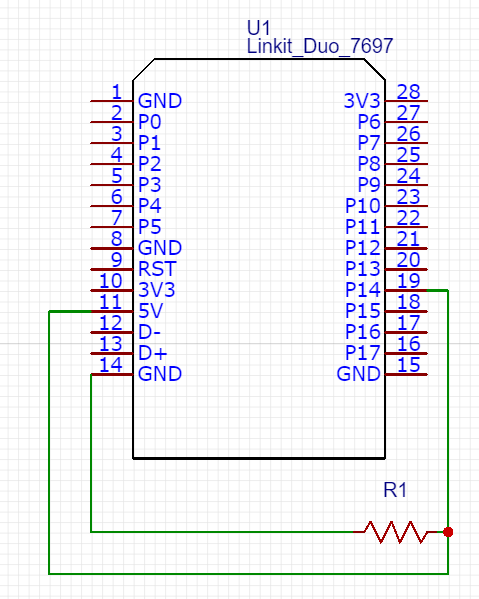 U1
Linkit_Duo_7697
1 GND 3V3 28
2 P0 P6 27
3 P1 P7 26
4 P2 P8 25
5 P3 P9 24
6 P4 P10 23
7 P5 P11 22
8 GND P12 21
9 RST P13 20
10 3V3 P14 19
11 5V P15 18
12 D- P16 17
13 D+ P17 16
14 GND GND 15
R1